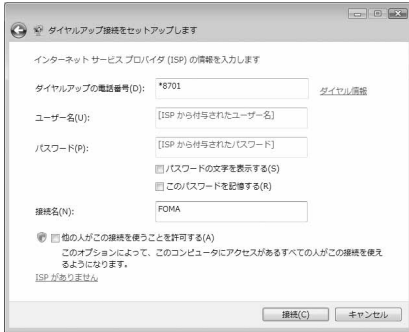 ダイヤルアップ接続をセットアップします
インターネット サービス プロバイダ (ISP) の情報を入力します
ダイヤルアップの電話番号(D): *8701 ダイヤル情報
ユーザー名(U): [ISP から付与されたユーザー名]
パスワード(P): [ISP から付与されたパスワード]
パスワードの文字を表示する(S)
このパスワードを記憶する(R)
接続名(N): FOMA
他の人がこの接続を使うことを許可する(A)
このオプションによって、このコンピュータにアクセスがあるすべての人がこの接続を使え
るようになります。
ISP がありません
接続(C) キャンセル